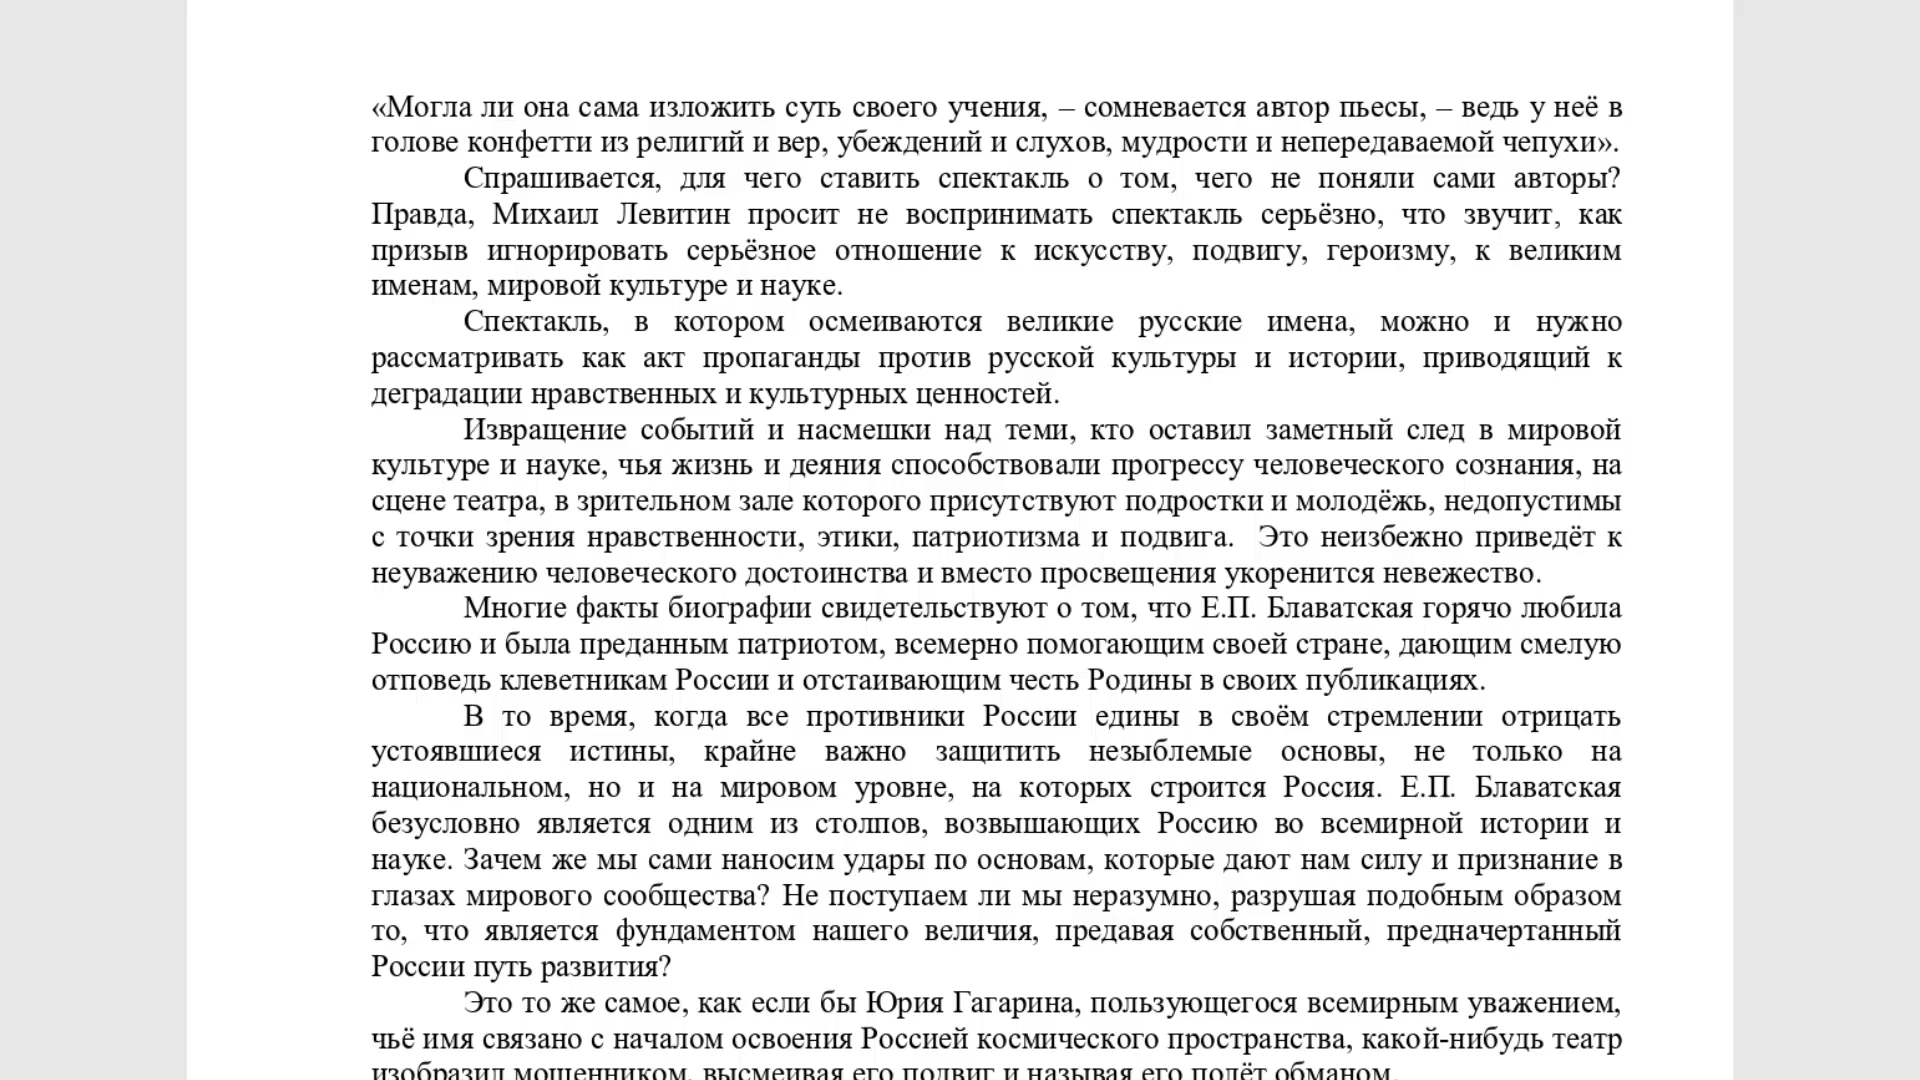 «Могла ли она сама изложить суть своего учения, – сомневается автор пьесы, – ведь у неё в
голове конфетти из религий и вер, убеждений и слухов, мудрости и непередаваемой чепухи».
Спрашивается, для чего ставить спектакль о том, чего не поняли сами авторы?
Правда, Михаил Левитин просит не воспринимать спектакль серьёзно, что звучит, как
призыв игнорировать серьёзное отношение к искусству, подвигу, героизму, к великим
именам, мировой культуре и науке.
Спектакль, в котором осмеиваются великие русские имена, можно и нужно
рассматривать как акт пропаганды против русской культуры и истории, приводящий к
деградации нравственных и культурных ценностей.
Извращение событий и насмешки над теми, кто оставил заметный след в мировой
культуре и науке, чья жизнь и деяния способствовали прогрессу человеческого сознания, на
сцене театра, в зрительном зале которого присутствуют подростки и молодёжь, недопустимы
с точки зрения нравственности, этики, патриотизма и подвига.  Это неизбежно приведёт к
неуважению человеческого достоинства и вместо просвещения укоренится невежество.
Многие факты биографии свидетельствуют о том, что Е.П. Блаватская горячо любила
Россию и была преданным патриотом, всемерно помогающим своей стране, дающим смелую
отповедь клеветникам России и отстаивающим честь Родины в своих публикациях.
В то время, когда все противники России едины в своём стремлении отрицать
устоявшиеся истины, крайне важно защитить незыблемые основы, не только на
национальном, но и на мировом уровне, на которых строится Россия. Е.П. Блаватская
безусловно является одним из столпов, возвышающих Россию во всемирной истории и
науке. Зачем же мы сами наносим удары по основам, которые дают нам силу и признание в
глазах мирового сообщества? Не поступаем ли мы неразумно, разрушая подобным образом
то, что является фундаментом нашего величия, предавая собственный, предначертанный
России путь развития?
Это то же самое, как если бы Юрия Гагарина, пользующегося всемирным уважением,
чьё имя связано с началом освоения Россией космического пространства, какой-нибудь театр
изобразил мошенником, высмеивая его подвиг и называя его полёт обманом.